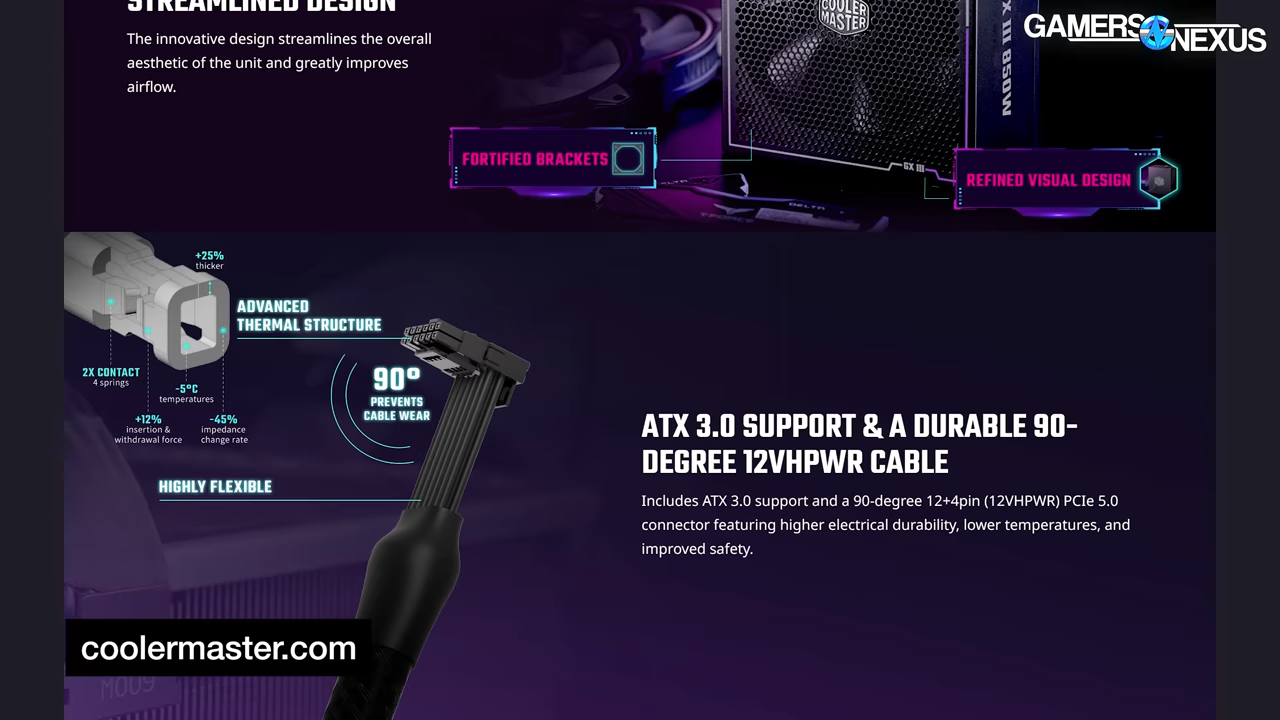 STREAMLINED DESIGN
The innovative design streamlines the overall
aesthetic of the unit and greatly improves
airflow.
COOLER
MASTER
X III 850W
GX III
GAMERS NEXUS
FORTIFIED BRACKETS
REFINED VISUAL DESIGN
DELTA
+25%
thicker
ADVANCED
THERMAL STRUCTURE
2X CONTACT
4 springs
-5°C
temperatures
+12%
insertion &
withdrawal force
-45%
impedance
change rate
90°
PREVENTS
CABLE WEAR
HIGHLY FLEXIBLE
ATX 3.0 SUPPORT & A DURABLE 90-
DEGREE 12VHPWR CABLE
Includes ATX 3.0 support and a 90-degree 12+4pin (12VHPWR) PCIe 5.0
connector featuring higher electrical durability, lower temperatures, and
improved safety.
coolermaster.com
M009